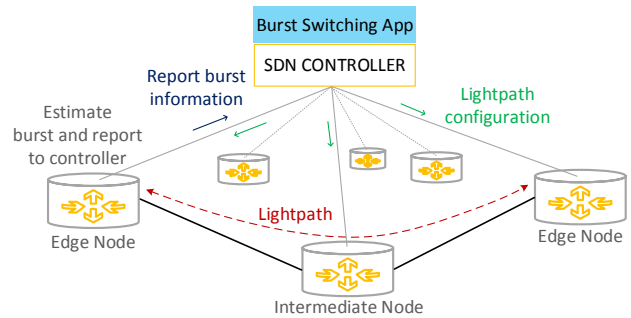 Burst Switching App
SDN CONTROLLER
Report burst
information
Lightpath
configuration
Estimate
burst and report
to controller
Lightpath
Edge Node
Edge Node
Intermediate Node